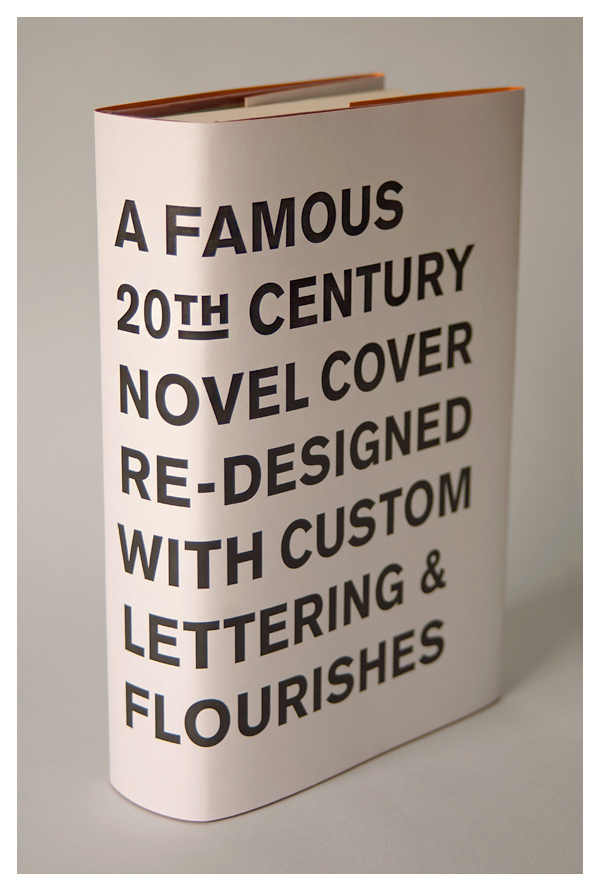 A FAMOUS
20TH CENTURY
NOVEL COVER
RE-DESIGNED
WITH CUSTOM
LETTERING &
FLOURISHES